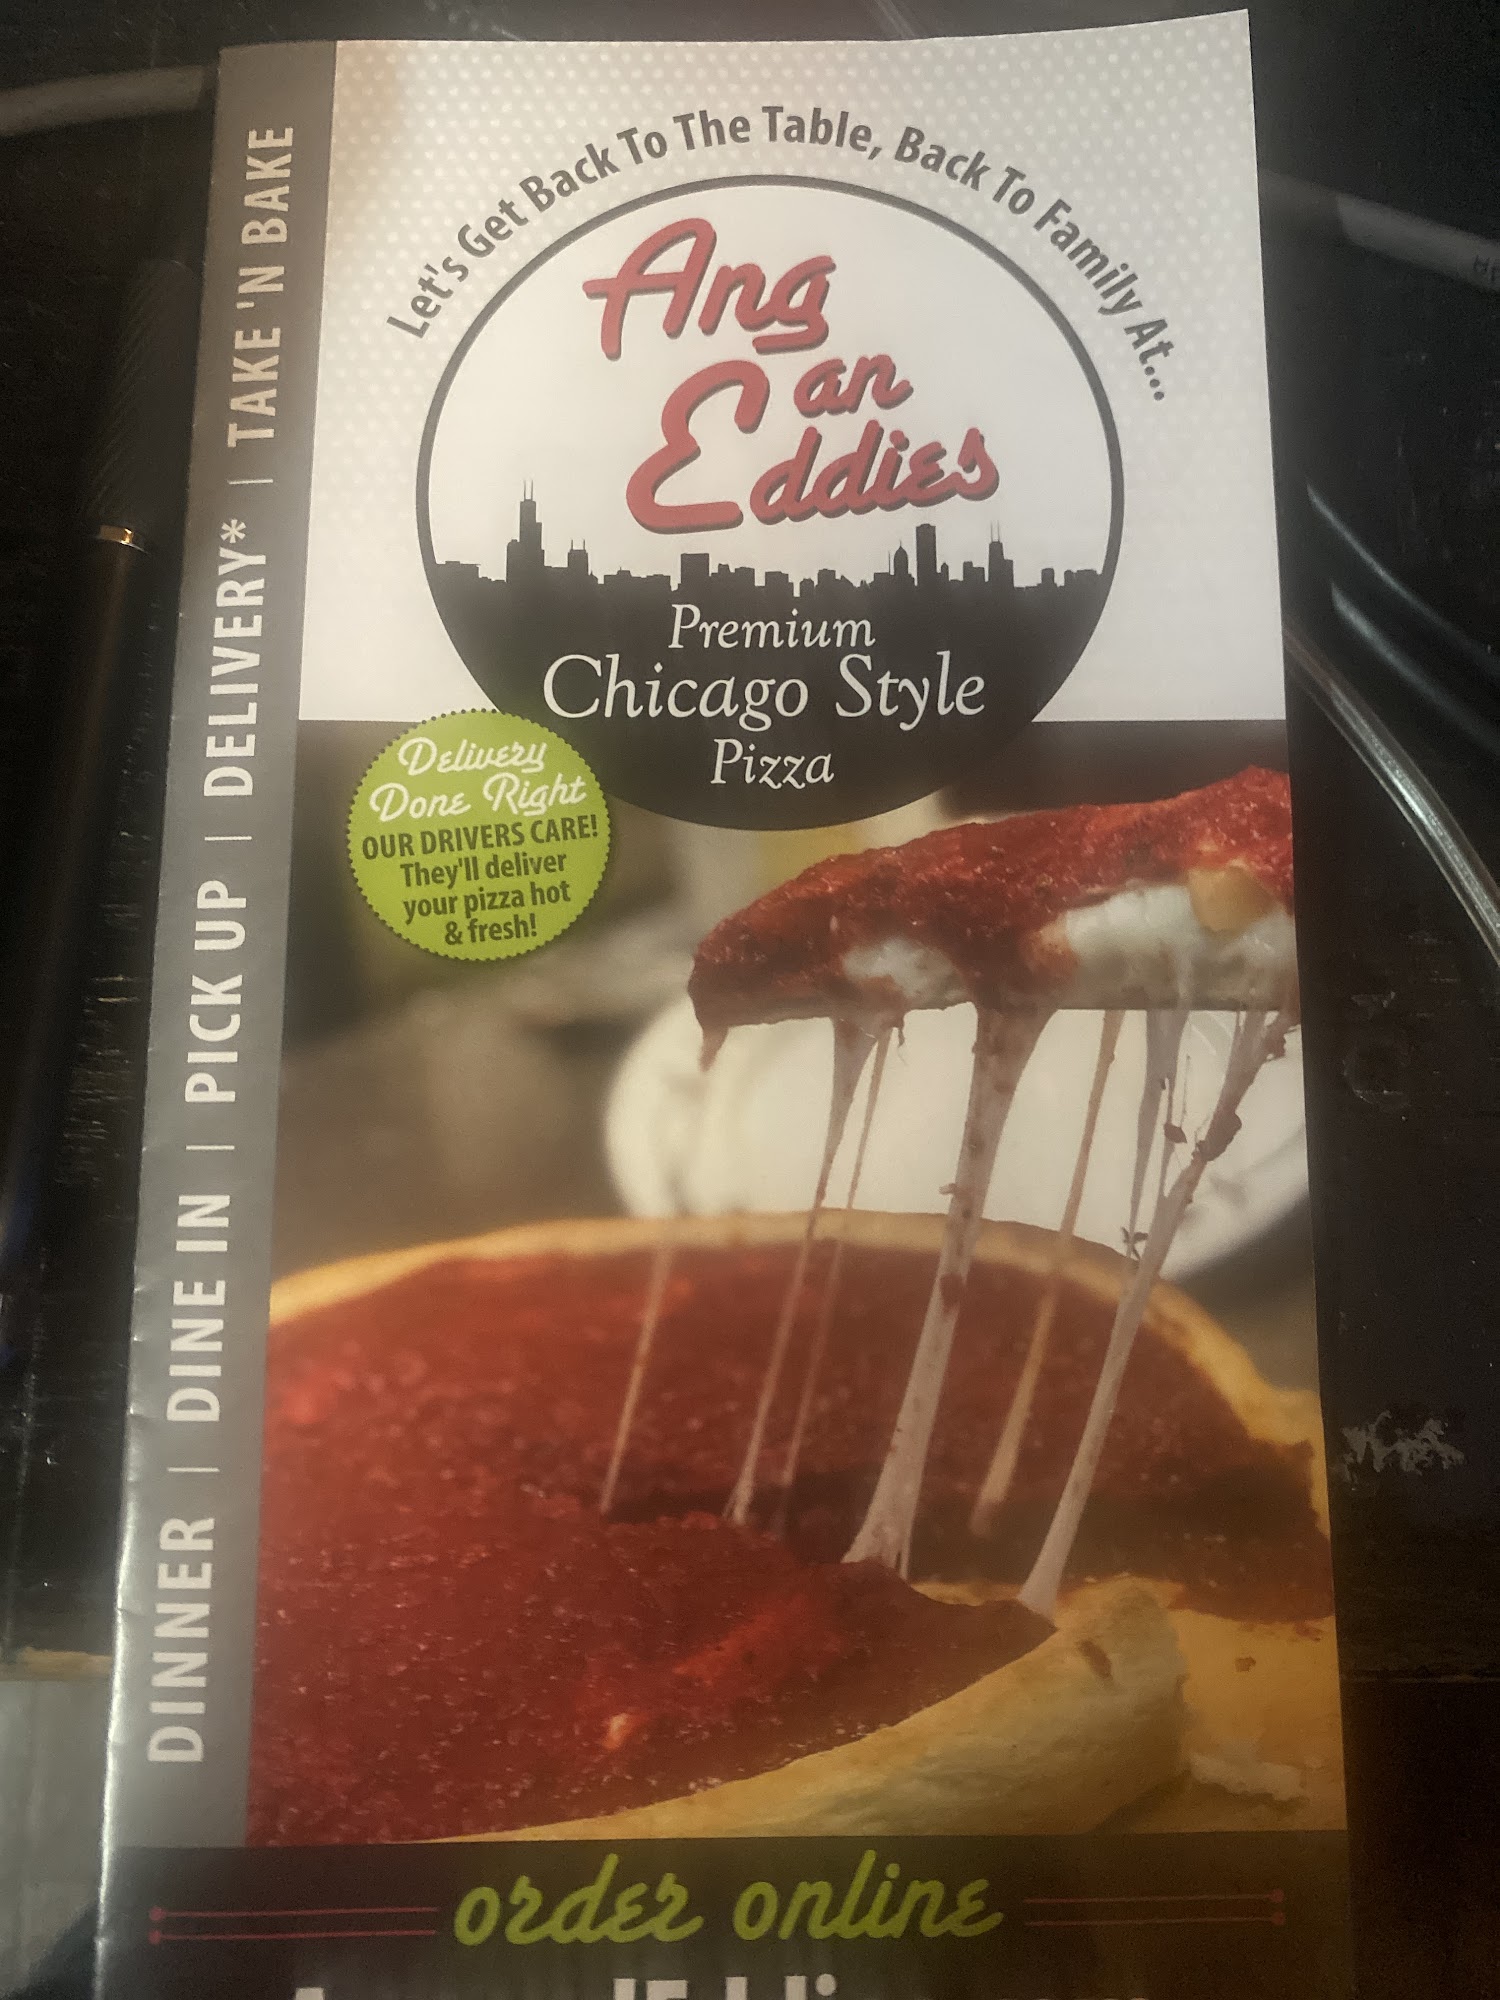 Let's Get Back To The Table, Back To Family At...
Ang
an
Eddies
Premium
Chicago Style
Pizza
Delivery
Done Right
OUR DRIVERS CARE!
They'll deliver
your pizza hot
& fresh!
DINNER | DINE IN | PICK UP | DELIVERY* | TAKE 'N BAKE
order online